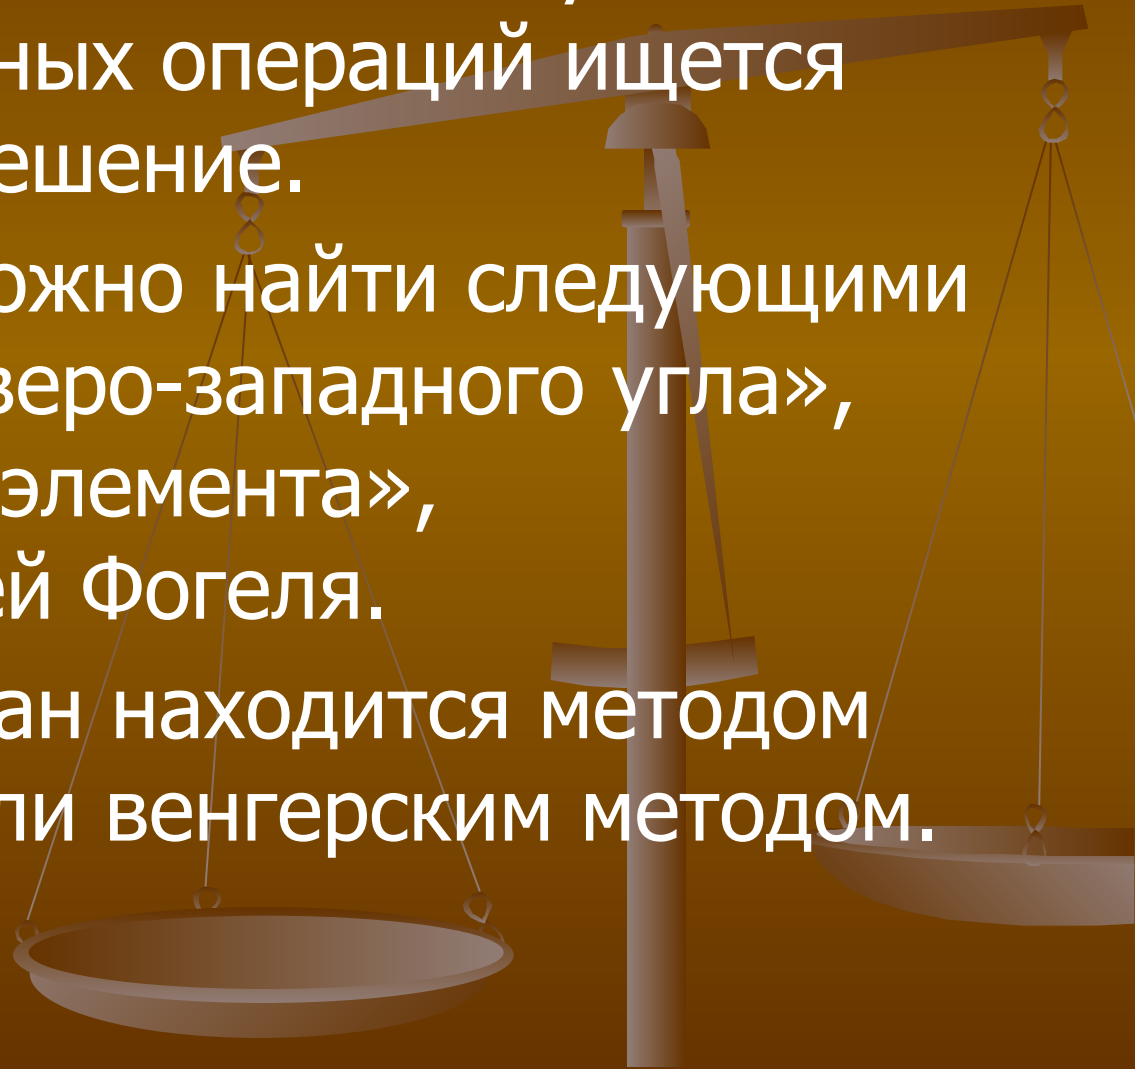 ных операций ищется
ешение.
ожно найти следующими
веро-западного угла»,
элемента»,
ей Фогеля.
ан находится методом
ли венгерским методом.